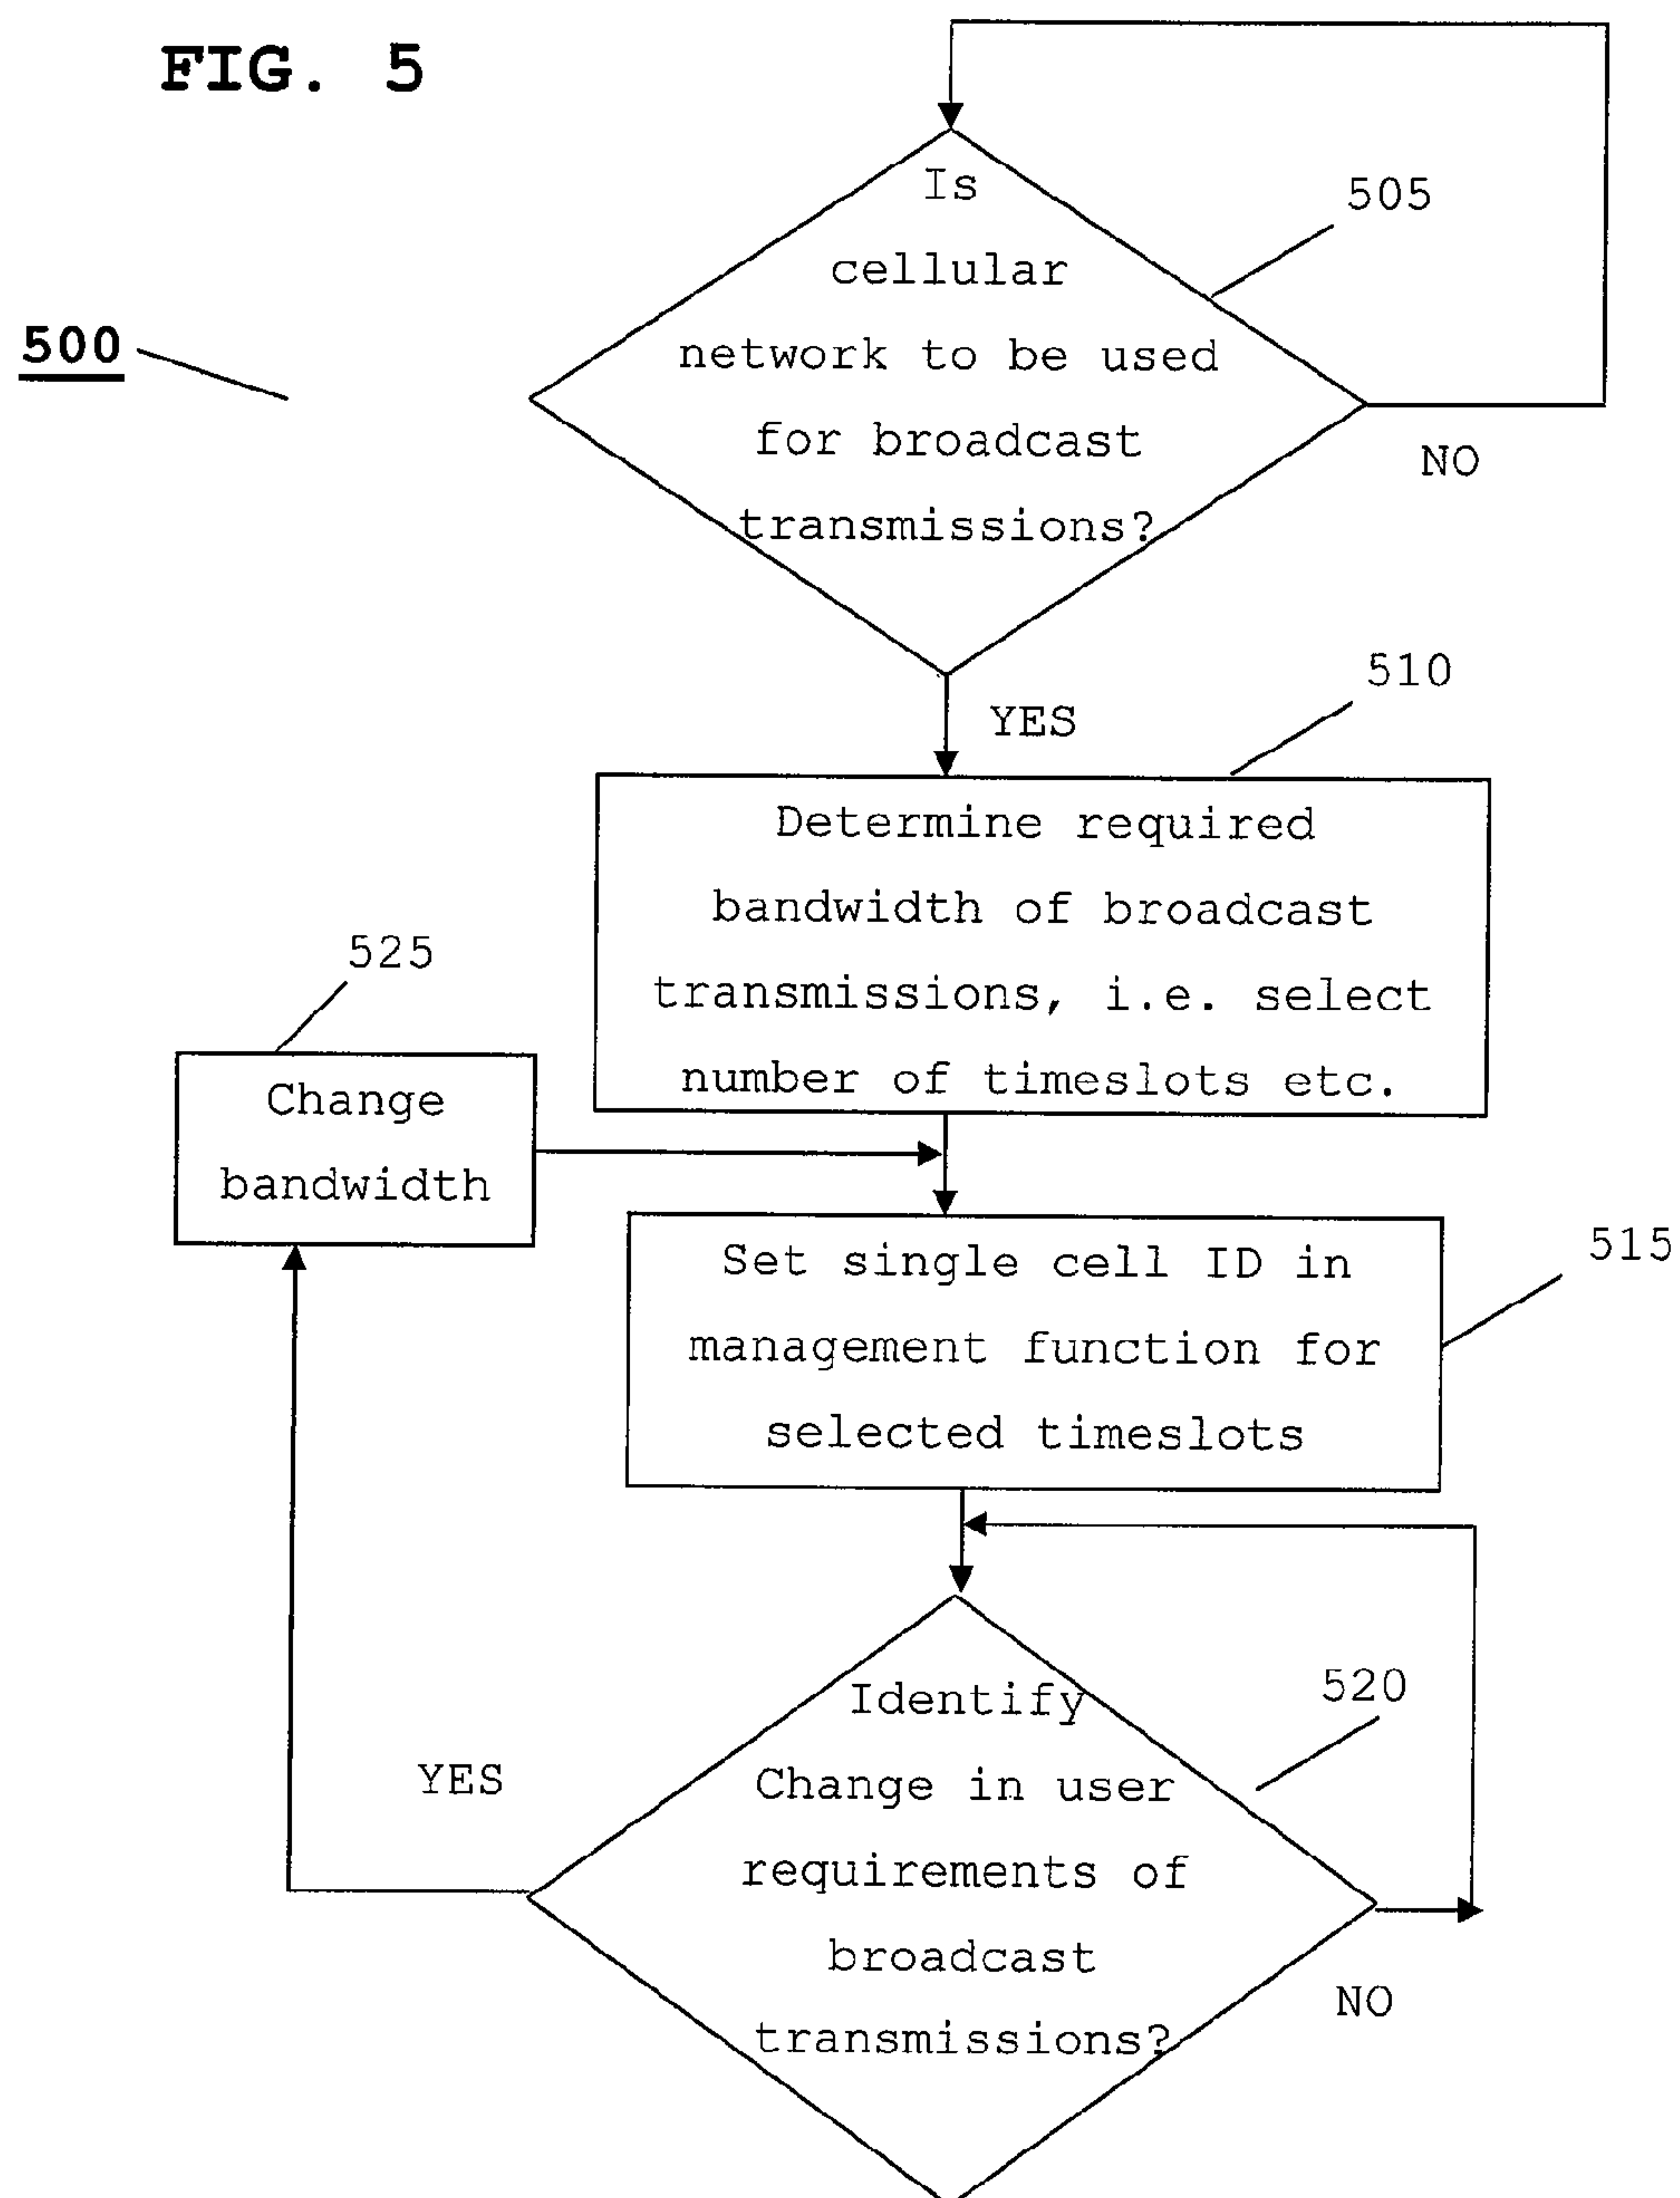 FIG. 5
Is
cellular
network to be used
for broadcast
transmissions?
505
500
NO
YES
510
Determine required
bandwidth of broadcast
transmissions, i.e. select
number of timeslots etc.
525
Change
bandwidth
Set single cell ID in
management function for
selected timeslots
515
Identify
Change in user
requirements of
broadcast
transmissions?
520
YES
NO